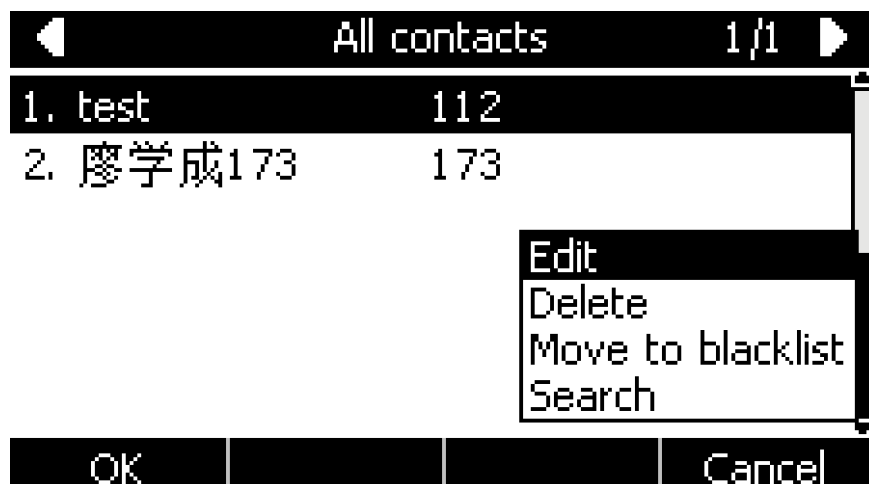 All contacts 1/1
1. test 112
2. 廖学成173 173
Edit
Delete
Move to blacklist
Search
OK Cancel